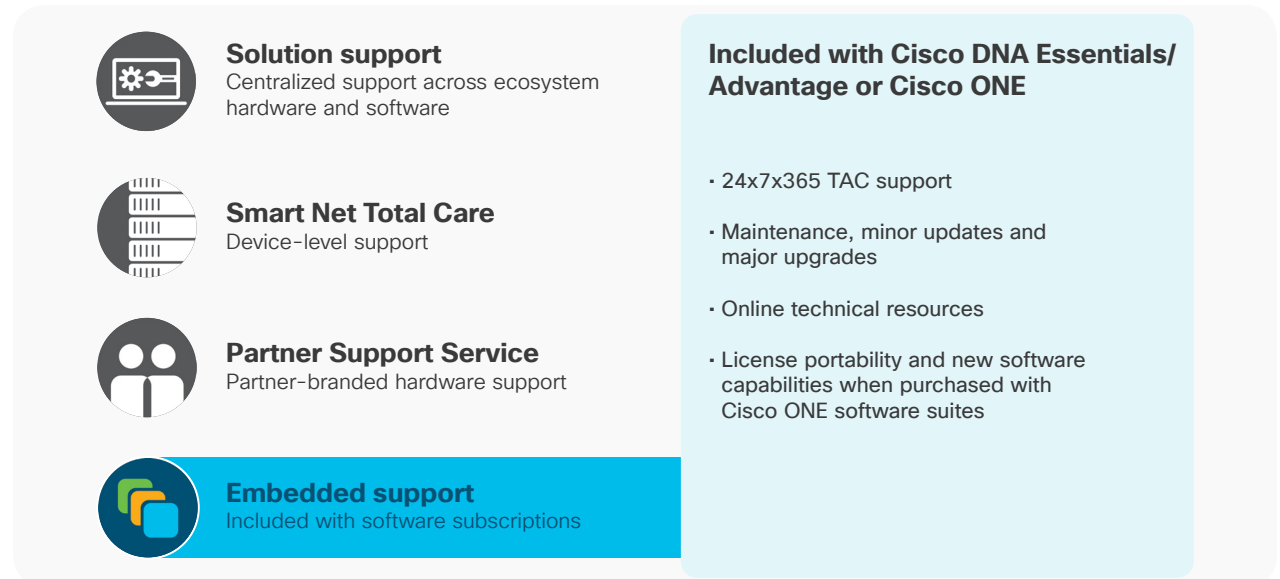 Solution support
Centralized support across ecosystem
hardware and software
Smart Net Total Care
Device-level support
Partner Support Service
Partner-branded hardware support
Embedded support
Included with software subscriptions
Included with Cisco DNA Essentials/
Advantage or Cisco ONE
· 24x7x365 TAC support
· Maintenance, minor updates and
major upgrades
· Online technical resources
· License portability and new software
capabilities when purchased with
Cisco ONE software suites